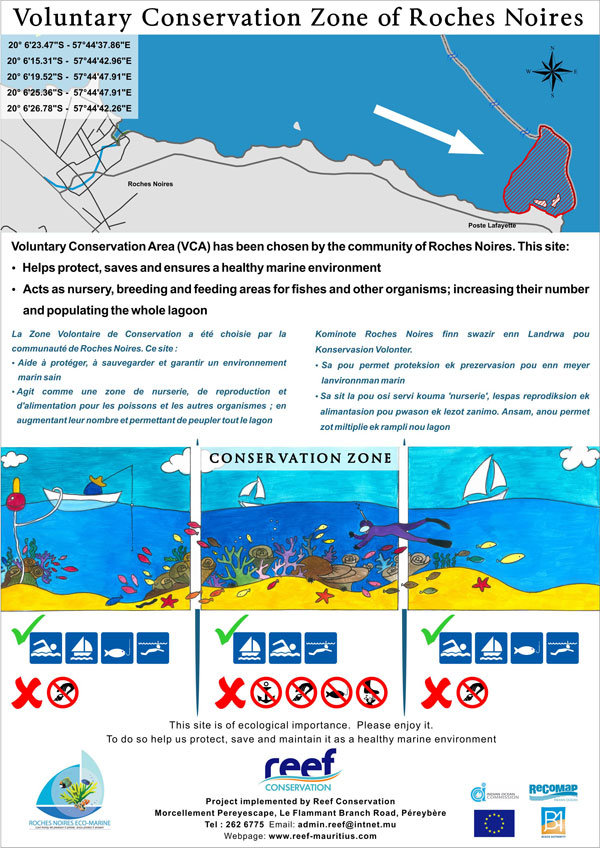 Voluntary Conservation Zone of Roches Noires
20° 6'23.47"S - 57°44'37.86"E
20° 6'15.31"S - 57°44'42.96"E
20° 6'19.52"S - 57°44'47.91"E
20° 6'25.36"S - 57°44'47.91"E
20° 6'26.78"S - 57°44'42.26"E
N
W E
S
Roches Noires
Poste Lafayette
Voluntary Conservation Area (VCA) has been chosen by the community of Roches Noires. This site:
• Helps protect, saves and ensures a healthy marine environment
• Acts as nursery, breeding and feeding areas for fishes and other organisms; increasing their number
and populating the whole lagoon
La Zone Volontaire de Conservation a été choisie par la
communauté de Roches Noires. Ce site :
• Aide à protéger, à sauvegarder et garantir un environnement
marin sain
• Agit comme une zone de nurserie, de reproduction et
d'alimentation pour les poissons et les autres organismes ; en
augmentant leur nombre et permettant de peupler tout le lagon
Kominote Roches Noires finn swazir enn Landrwa pou
Konservasion Volonter.
• Sa pou permet proteksion ek prezervasion pou enn meyer
lanvironnman marin
• Sa sit la pou osi servi kouma 'nurserie', lespas reprodiksion ek
alimantasion pou pwason ek lezot zanimo. Ansam, anou permet
zot miltiplie ek rampli nou lagon
CONSERVATION ZONE
This site is of ecological importance. Please enjoy it.
To do so help us protect, save and maintain it as a healthy marine environment
reef
CONSERVATION
Project implemented by Reef Conservation
Morcellement Pereyescape, Le Flammant Branch Road, Péreybère
Tel : 262 6775 Email: admin.reef@intnet.mu
Webpage: www.reef-mauritius.com
ROCHES NOIRES ECO-MARINE
INDIAN OCEAN
COMMISSION
RECOMAP
BEACH AUTHORITY